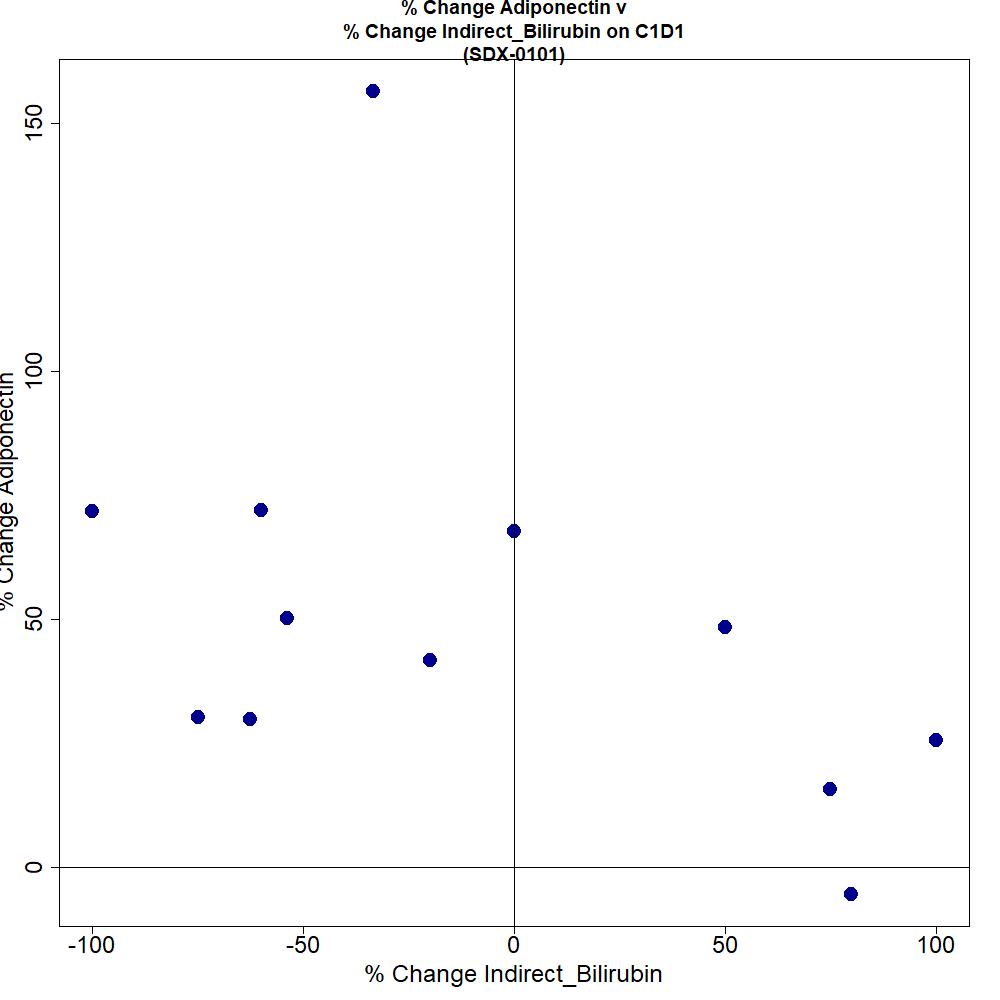 % Change Adiponectin v
% Change Indirect_Bilirubin on C1D1
(SDX-0101)
% Change Adiponectin
150
100
50
0
-100
-50
0
50
100
% Change Indirect_Bilirubin